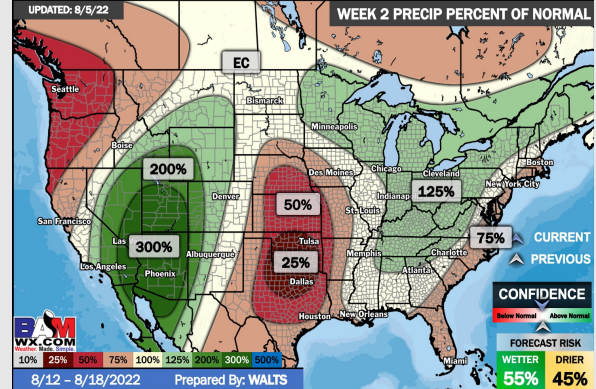 UPDATED: 8/5/22
WEEK 2 PRECIP PERCENT OF NORMAL
Seattle
EC
Bismarck
Minneapolis
Boise
200%
Boston
Des Moines
Chicago
Cleveland
New York City
Denver
50%
Indianap
125%
San Francisco
St. Louis
300%
Las
Tulsa
75%
CURRENT
Albuquerque
25%
Memphis
Charlotte
PREVIOUS
Los Angeles
Phoenix
Dallas
Atlanta
CONFIDENCE
Below Normal
Above Normal
Houston
New Orleans
BAM
WX.COM
Weather. Made. Simple.
FORECAST RISK
WETTER
DRIER
55%
45%
Miami
10% 25% 50% 75% 100% 125% 200% 300% 500%
8/12 – 8/18/2022
Prepared By: WALTS